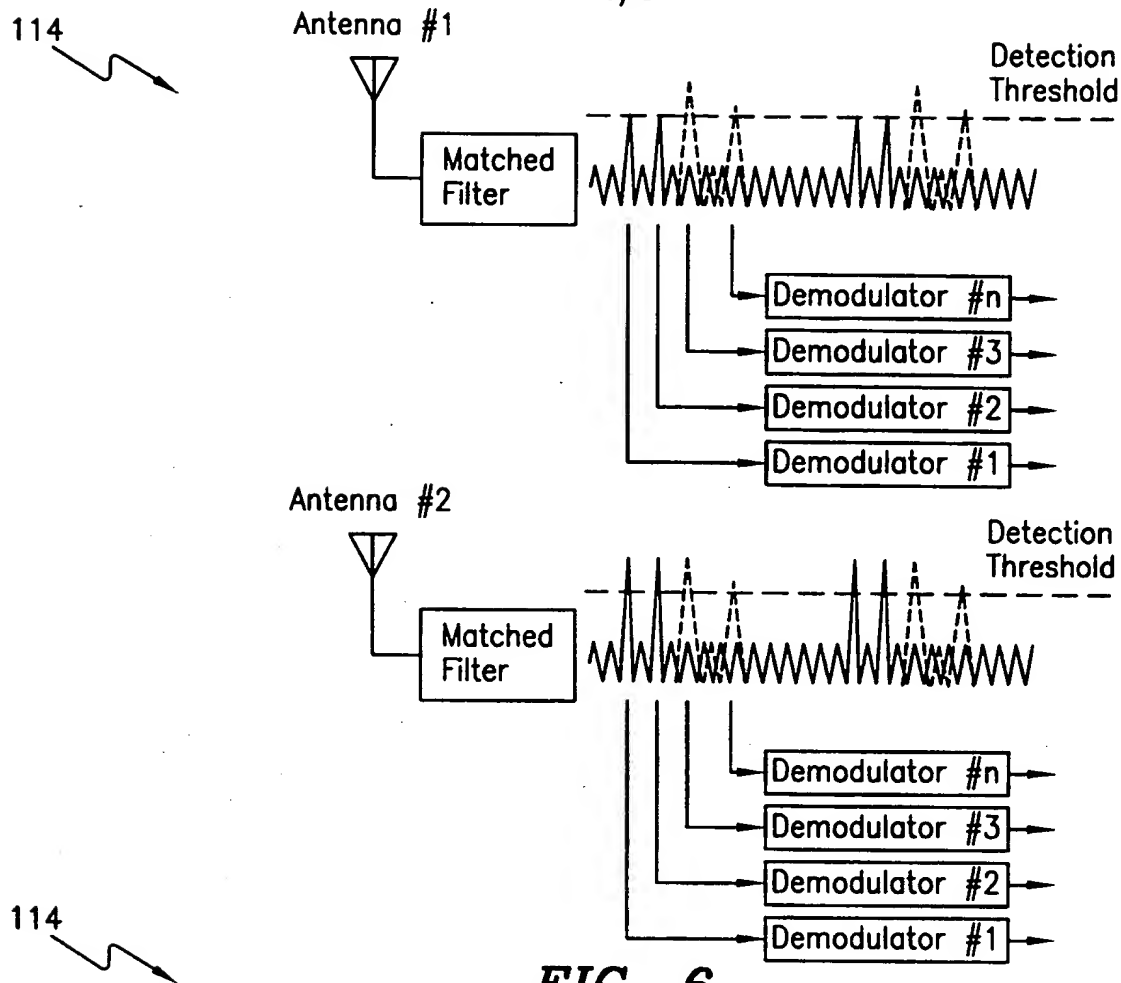 114
Antenna #1
Detection
Threshold
Matched
Filter
Demodulator #n
Demodulator #3
Demodulator #2
Demodulator #1
Antenna #2
Detection
Threshold
Matched
Filter
Demodulator #n
Demodulator #3
Demodulator #2
Demodulator #1
114